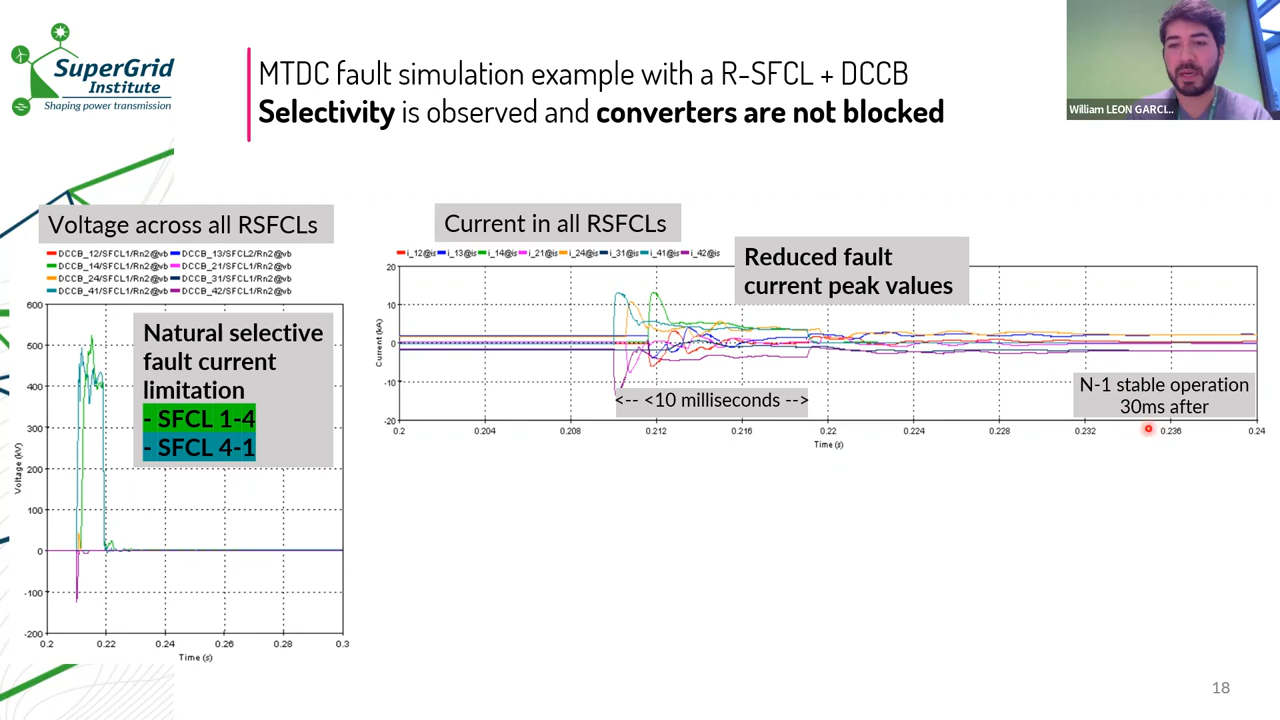 SuperGrid
Institute
Shaping power transmission
MTDC fault simulation example with a R-SFCL + DCCB
Selectivity is observed and converters are not blocked
William LEON GARCI...
Voltage across all RSFCLs
DCCB_12/SFCL1/Rn2@vb DCCB_13/SFCL2/Rn2@vb
DCCB_14/SFCL1/Rn2@vb DCCB_21/SFCL1/Rn2@vb
DCCB_24/SFCL1/Rn2@vb DCCB_31/SFCL1/Rn2@vb
DCCB_41/SFCL1/Rn2@vb DCCB_42/SFCL1/Rn2@vb
600
500
400
300
200
100
0
-100
-200
Voltage (kV)
0.2 0.22 0.24 0.26 0.28 0.3
Time (s)
Natural selective
fault current
limitation
- SFCL 1-4
- SFCL 4-1
Current in all RSFCLs
i_12@is i_13@is i_14@is i_21@is i_24@is i_31@is i_41@is i_42@is
Reduced fault
current peak values
20
10
0
-10
-20
Current (kA)
<-- <10 milliseconds -->
N-1 stable operation
30ms after
0.2 0.204 0.208 0.212 0.216 0.22 0.224 0.228 0.232 0.236 0.24
Time (s)
18